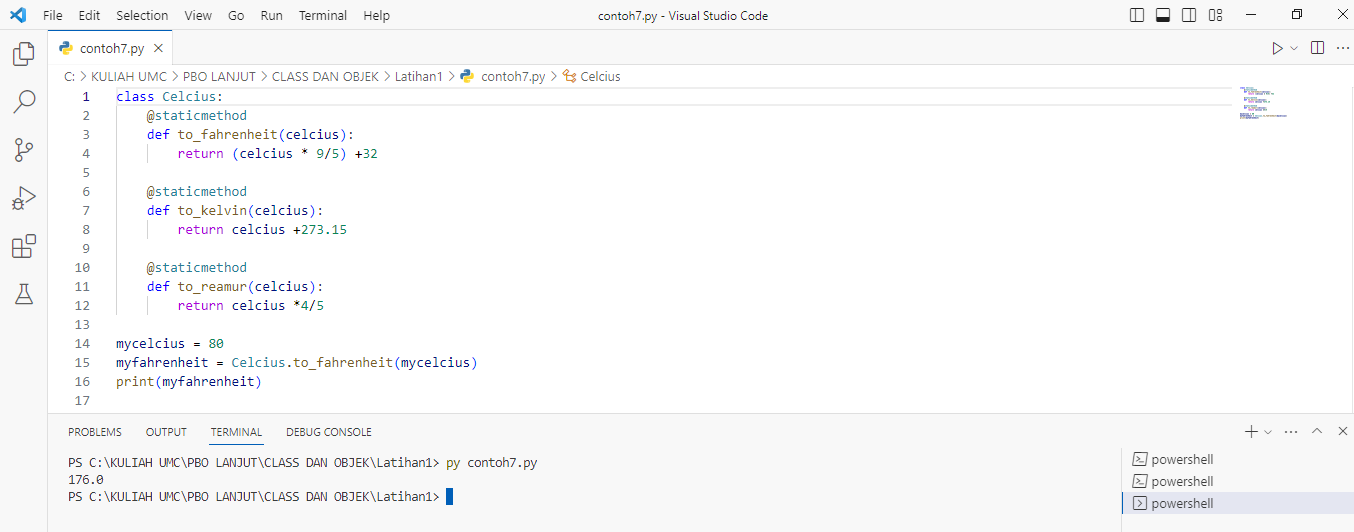 File Edit Selection View Go Run Terminal Help contoh7.py - Visual Studio Code
contoh7.py
C: > KULIAH UMC > PBO LANJUT > CLASS DAN OBJEK > Latihan1 > contoh7.py > Celcius
1 class Celcius:
2     @staticmethod
3     def to_fahrenheit(celcius):
4         return (celcius * 9/5) +32
5
6     @staticmethod
7     def to_kelvin(celcius):
8         return celcius +273.15
9
10     @staticmethod
11     def to_reamur(celcius):
12         return celcius *4/5
13
14 mycelcius = 80
15 myfahrenheit = Celcius.to_fahrenheit(mycelcius)
16 print(myfahrenheit)
17
PROBLEMS OUTPUT TERMINAL DEBUG CONSOLE
PS C:\KULIAH UMC\PBO LANJUT\CLASS DAN OBJEK\Latihan1> py contoh7.py
176.0
PS C:\KULIAH UMC\PBO LANJUT\CLASS DAN OBJEK\Latihan1>
powershell
powershell
powershell